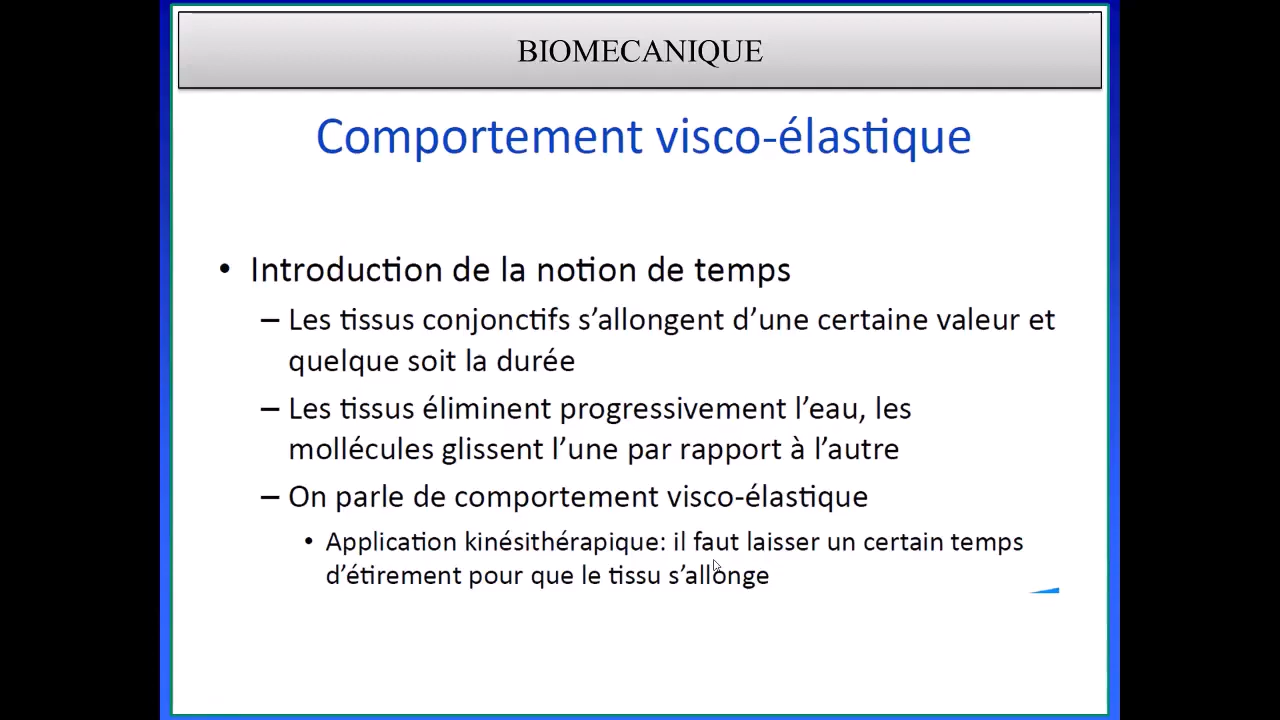 BIOMECANIQUE
Comportement visco-élastique
• Introduction de la notion de temps
– Les tissus conjonctifs s’allongent d’une certaine valeur et
quelque soit la durée
– Les tissus éliminent progressivement l’eau, les
mollécules glissent l’une par rapport à l’autre
– On parle de comportement visco-élastique
• Application kinésithérapique: il faut laisser un certain temps
d’étirement pour que le tissu s’allonge